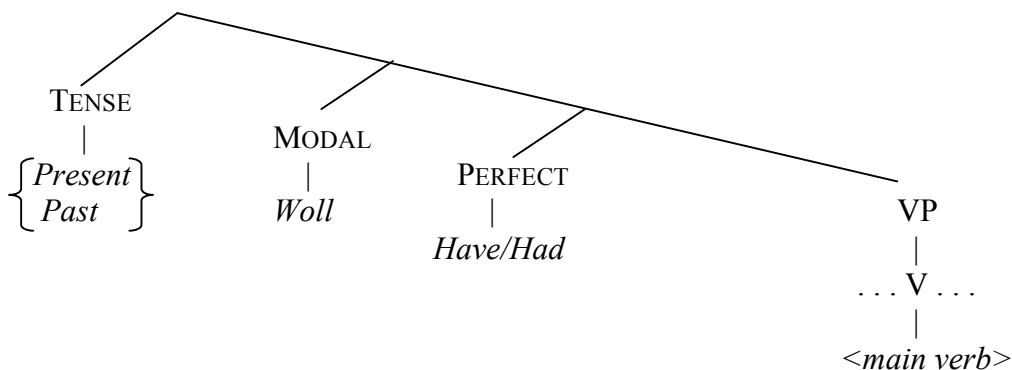 TENSE
MODAL
Present
PERFECT
Past
Woll
VP
Have/Had
. . . V . . .
<main verb>